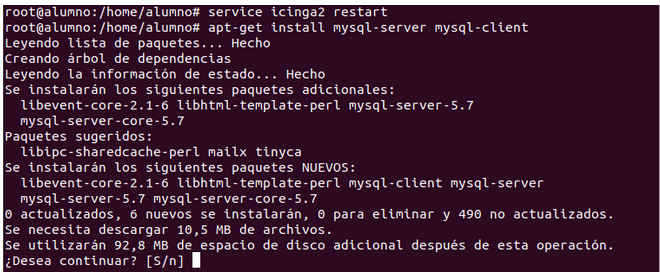 root@alumno:/home/alumno# service icinga2 restart
root@alumno:/home/alumno# apt-get install mysql-server mysql-client
Leyendo lista de paquetes... Hecho
Creando árbol de dependencias
Leyendo la información de estado... Hecho
Se instalarán los siguientes paquetes adicionales:
  libevent-core-2.1-6 libhtml-template-perl mysql-server-5.7
  mysql-server-core-5.7
Paquetes sugeridos:
  libipc-sharedcache-perl mailx tinyca
Se instalarán los siguientes paquetes NUEVOS:
  libevent-core-2.1-6 libhtml-template-perl mysql-client mysql-server
  mysql-server-5.7 mysql-server-core-5.7
0 actualizados, 6 nuevos se instalarán, 0 para eliminar y 490 no actualizados.
Se necesita descargar 10,5 MB de archivos.
Se utilizarán 92,8 MB de espacio de disco adicional después de esta operación.
¿Desea continuar? [S/n]